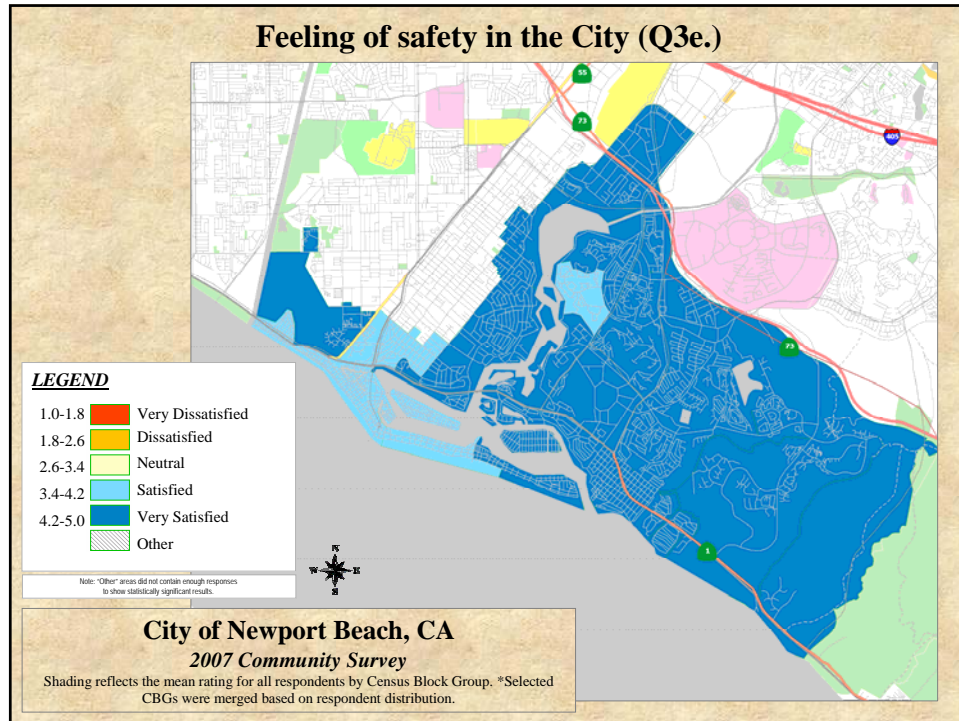 Feeling of safety in the City (Q3e.)
55
73
405
73
1
LEGEND
1.0-1.8 Very Dissatisfied
1.8-2.6 Dissatisfied
2.6-3.4 Neutral
3.4-4.2 Satisfied
4.2-5.0 Very Satisfied
Other
N
W E
S
Note: "Other" areas did not contain enough responses
to show statistically significant results.
City of Newport Beach, CA
2007 Community Survey
Shading reflects the mean rating for all respondents by Census Block Group. *Selected
CBGs were merged based on respondent distribution.